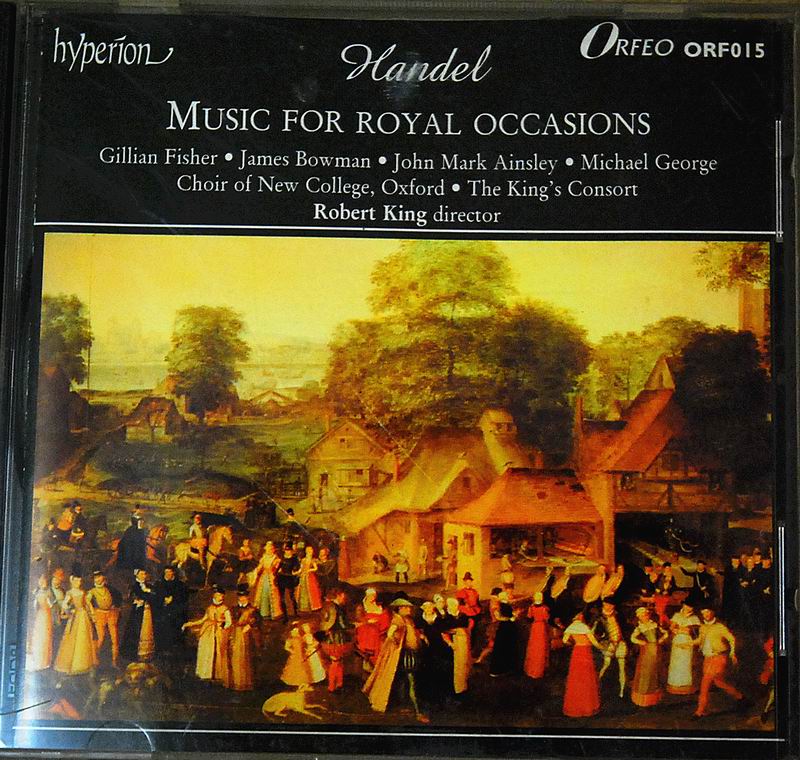 hyperion
ORFEO ORF015
Handel
MUSIC FOR ROYAL OCCASIONS
Gillian Fisher • James Bowman • John Mark Ainsley • Michael George
Choir of New College, Oxford • The King's Consort
Robert King director